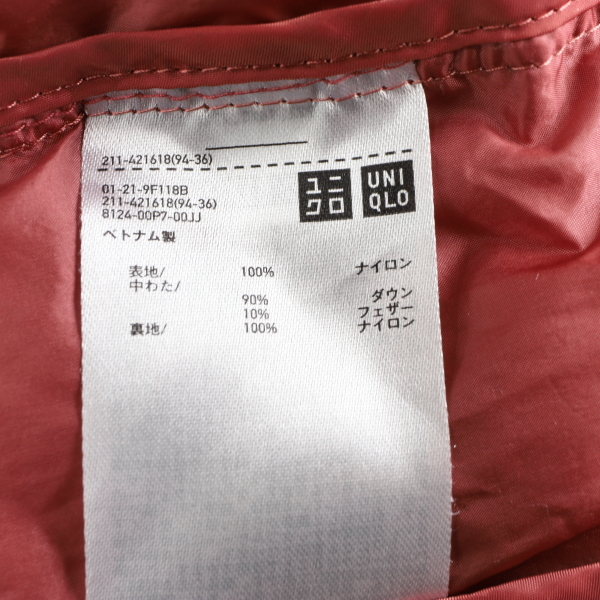 211-421618(94-36)
01-21-9F118B
211-421618(94-36)
8124-00P7-00JJ
ユニクロ
UNIQLO
ベトナム製
表地/ 100% ナイロン
中わた/
90% ダウン
10% フェザー
裏地/ 100% ナイロン